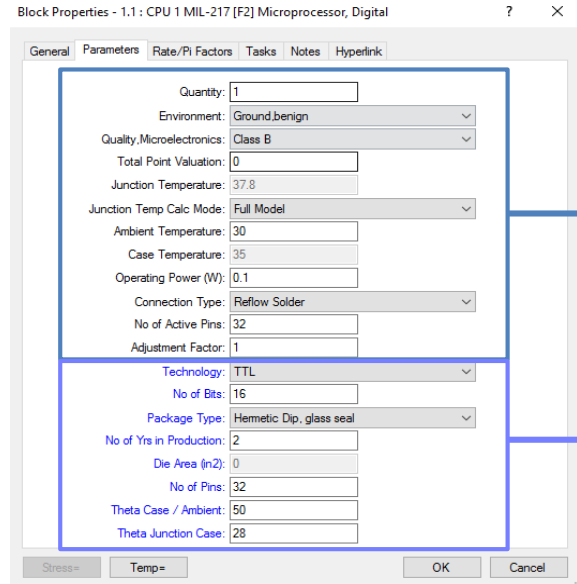 Block Properties - 1.1 : CPU 1 MIL-217 [F2] Microprocessor, Digital ? ×
General Parameters Rate/Pi Factors Tasks Notes Hyperlink
Quantity: 1
Environment: Ground,benign
Quality,Microelectronics: Class B
Total Point Valuation: 0
Junction Temperature: 37.8
Junction Temp Calc Mode: Full Model
Ambient Temperature: 30
Case Temperature: 35
Operating Power (W): 0.1
Connection Type: Reflow Solder
No of Active Pins: 32
Adjustment Factor: 1
Technology: TTL
No of Bits: 16
Package Type: Hermetic Dip, glass seal
No of Yrs in Production: 2
Die Area (in2): 0
No of Pins: 32
Theta Case / Ambient: 50
Theta Junction Case: 28
Stress= Temp= OK Cancel